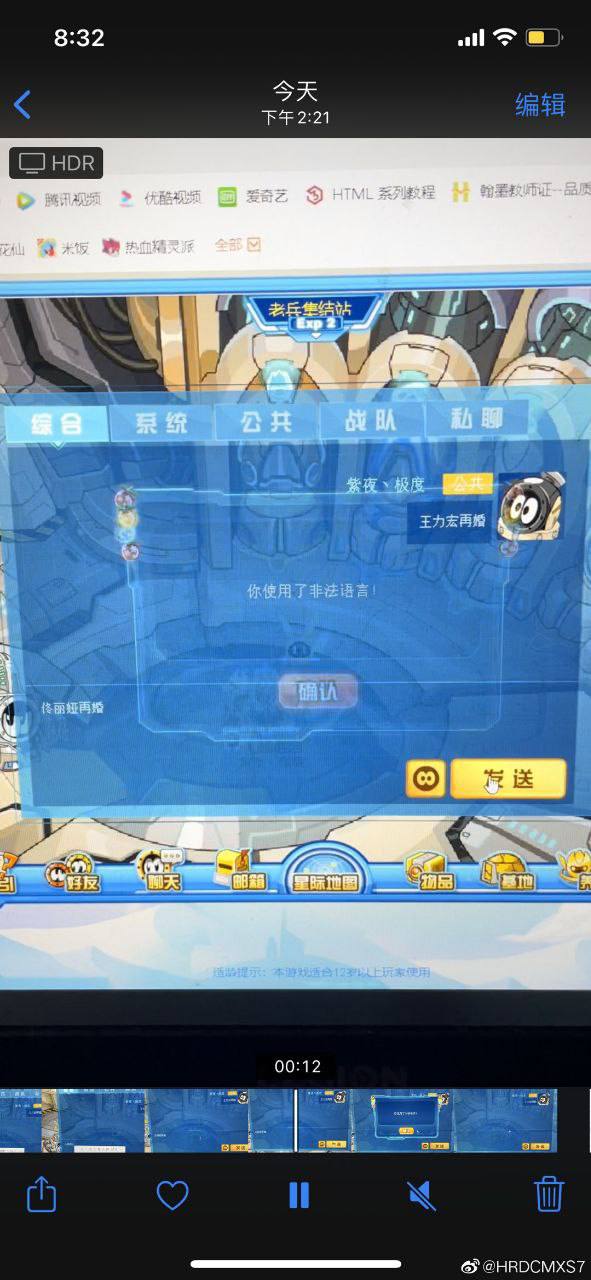 8:32
今天
下午2:21
编辑
HDR
腾讯视频
优酷视频
爱奇艺
HTML 系列教程
翰墨教师证--品质
花仙
米饭
热血精灵派
全部
老兵集结站
Exp 2
综合
系统
公共
战队
私聊
紫夜丶极度
公共
王力宏再婚
你使用了非法语言!
确认
佟丽娅再婚
发送
好友
聊天
邮箱
星际地图
物品
基地
适龄提示:本游戏适合12岁以上玩家使用
00:12
@HRDCMXS7